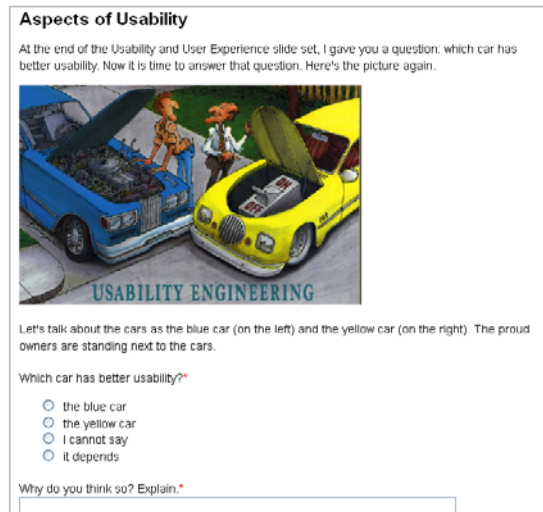 Aspects of Usability
At the end of the Usability and User Experience slide set, I gave you a question: which car has
better usability. Now it is time to answer that question. Here's the picture again.
ON
OFF
USABILITY ENGINEERING
Let's talk about the cars as the blue car (on the left) and the yellow car (on the right). The proud
owners are standing next to the cars.
Which car has better usability?*
the blue car
the yellow car
I cannot say
it depends
Why do you think so? Explain.*